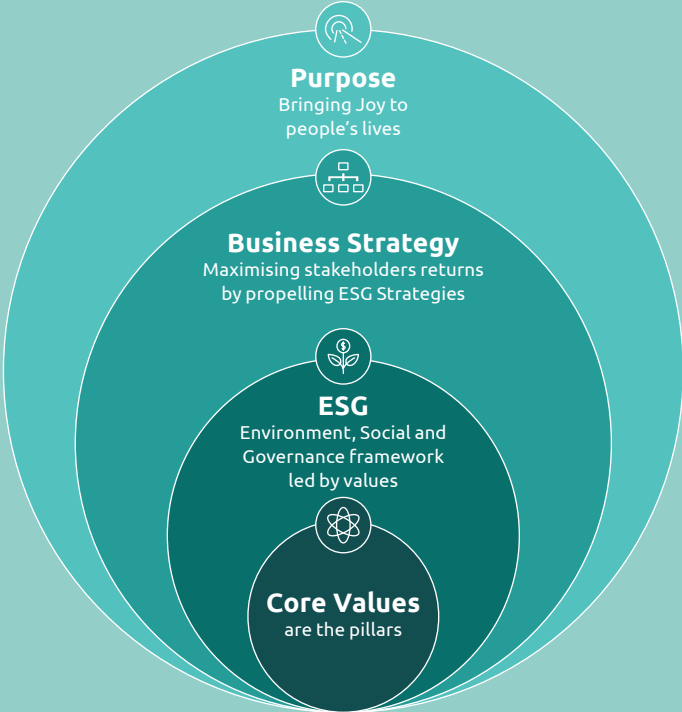 Purpose
Bringing Joy to
people's lives
Business Strategy
Maximising stakeholders returns
by propelling ESG Strategies
ESG
Environment, Social and
Governance framework
led by values
Core Values
are the pillars